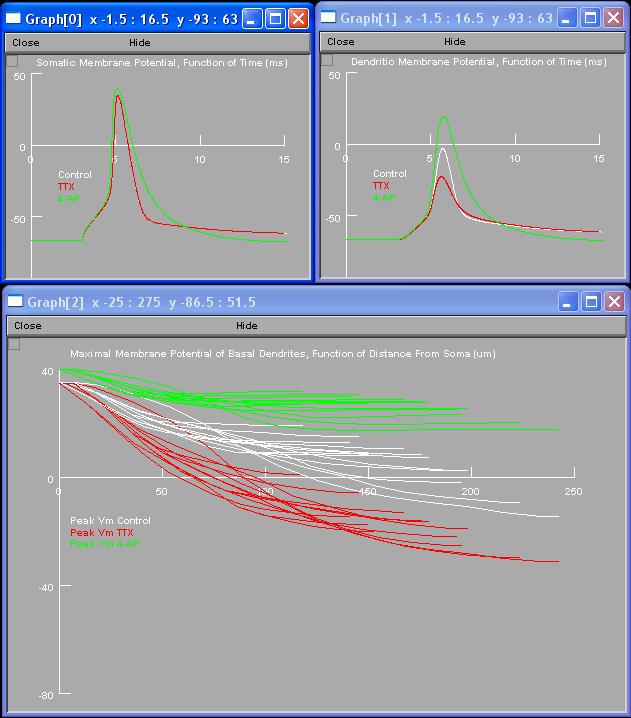 Graph[0] x -1.5 : 16.5 y -93 : 63
Close Hide
Somatic Membrane Potential, Function of Time (ms)
50
0
0
5
10
15
Control
TTX
4-AP
-50
Graph[1] x -1.5 : 16.5 y -93 : 63
Close Hide
Dendritic Membrane Potential, Function of Time (ms)
50
0
0
5
10
15
Control
TTX
4-AP
-50
Graph[2] x -25 : 275 y -86.5 : 51.5
Close Hide
Maximal Membrane Potential of Basal Dendrites, Function of Distance From Soma (um)
40
0
0
50
100
150
200
250
Peak Vm Control
Peak Vm TTX
Peak Vm 4-AP
-40
-80